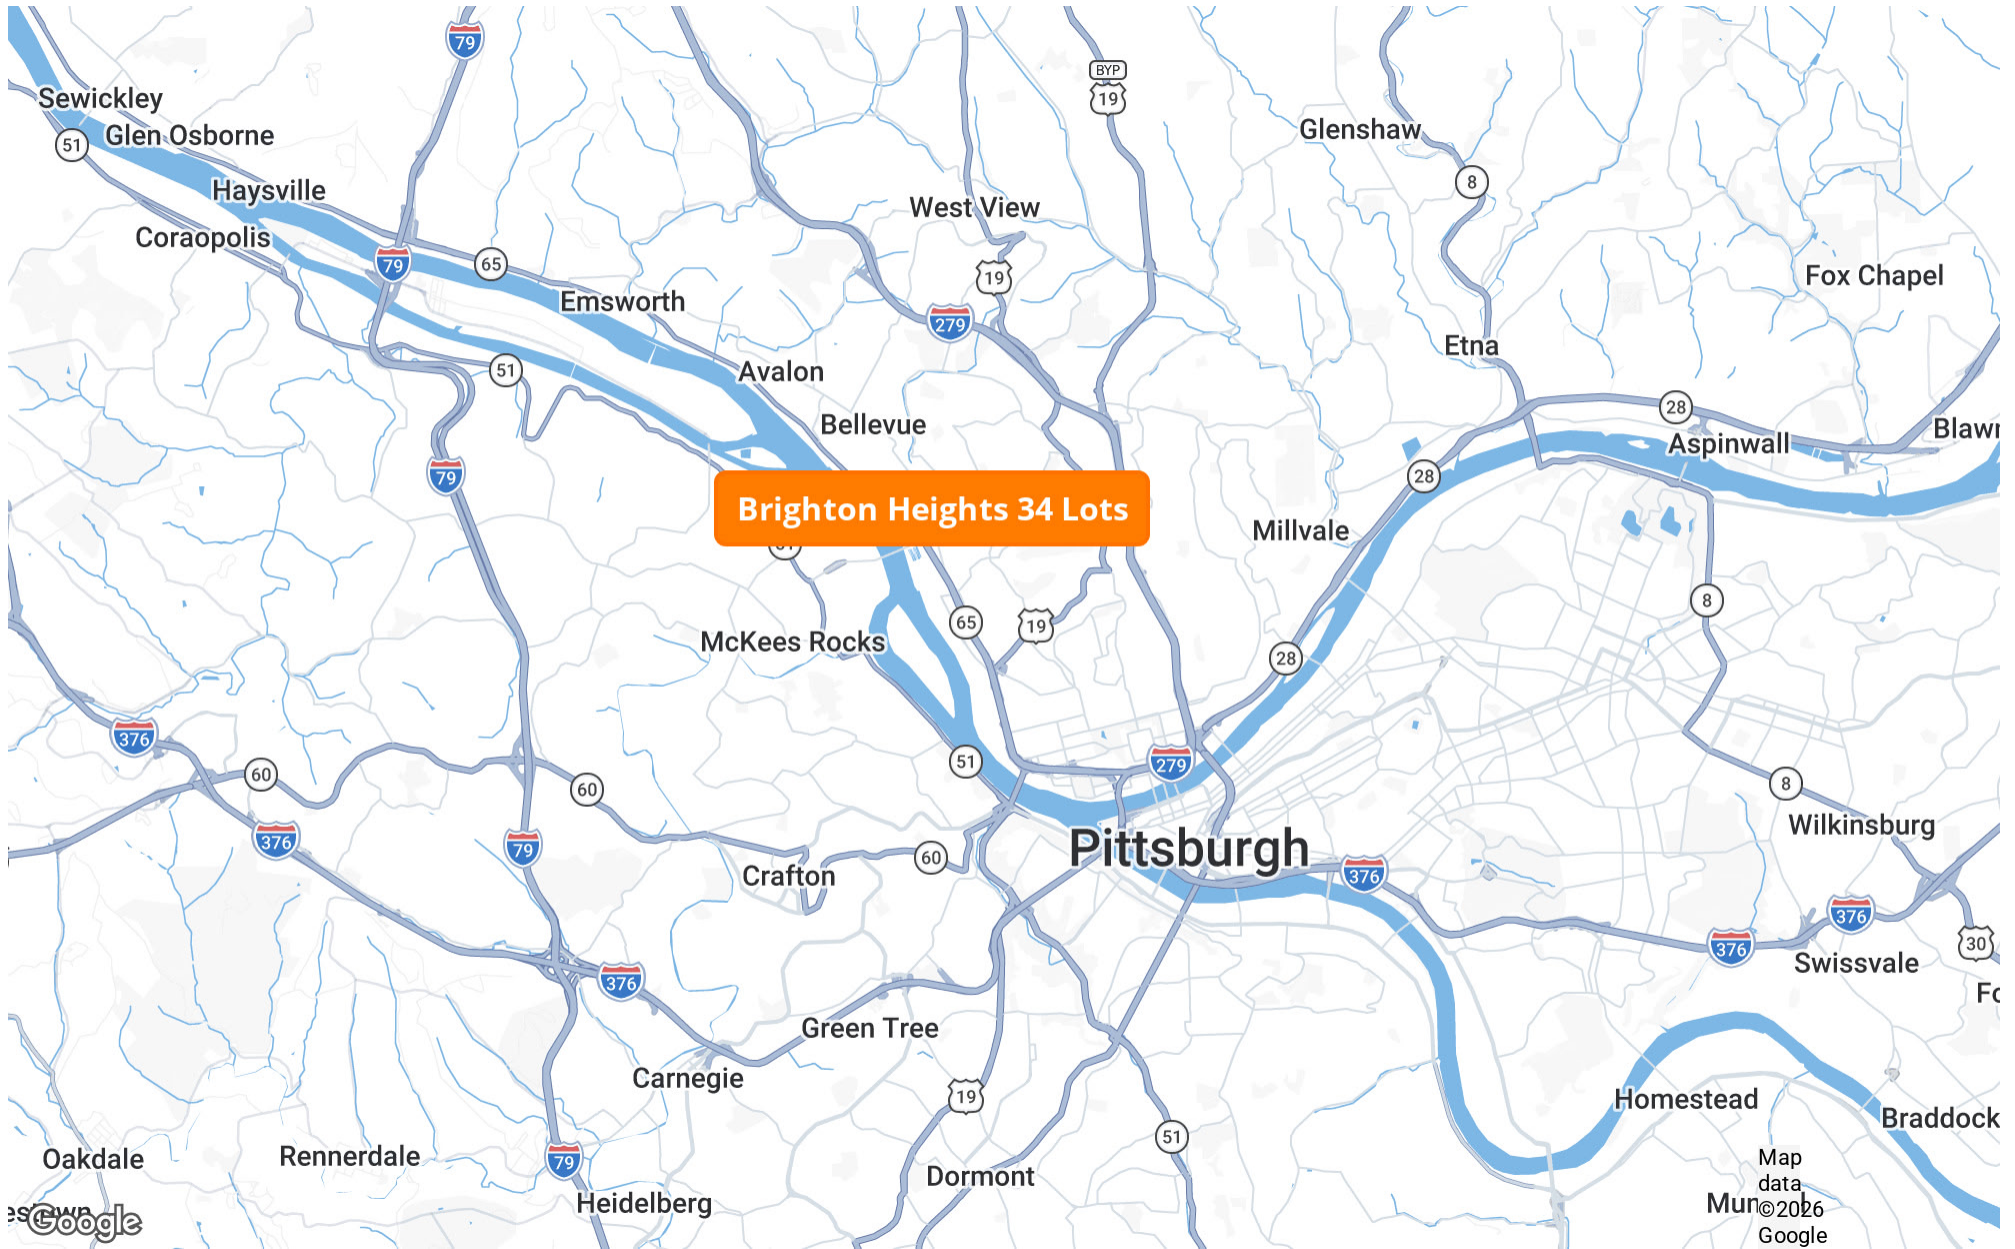 79
BYP
19
Sewickley
51
Glen Osborne
Glenshaw
8
Haysville
West View
Coraopolis
79
65
19
Fox Chapel
Emsworth
279
Etna
51
Avalon
28
Bellevue
Blawn
Aspinwall
79
28
Brighton Heights 34 Lots
Millvale
8
65
19
McKees Rocks
28
376
60
51
279
60
8
376
79
Wilkinsburg
Pittsburgh
60
Crafton
376
376
376
30
Swissvale
376
Fo
Green Tree
Carnegie
19
Homestead
Braddock
51
Oakdale
Rennerdale
79
Dormont
Heidelberg
Map
data
©2026
Google
Google